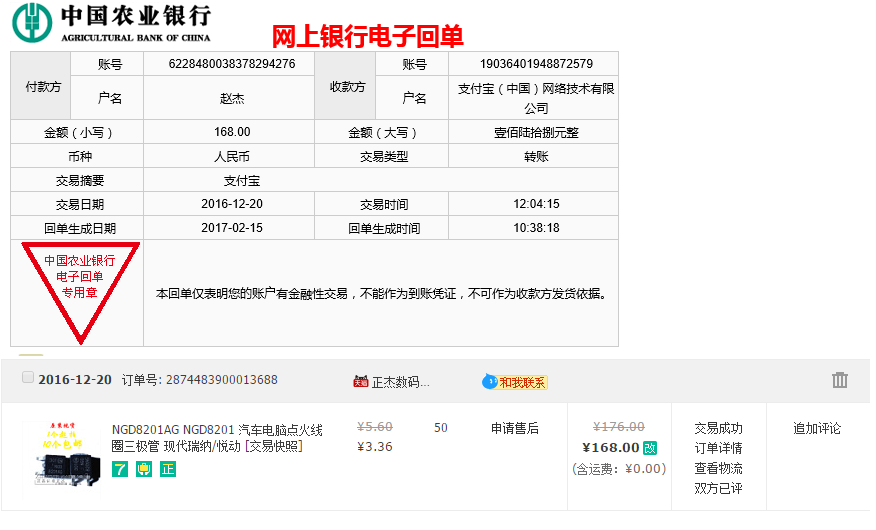 中国农业银行
AGRICULTURAL BANK OF CHINA
网上银行电子回单
付款方 账号 6228480038378294276 收款方 账号 19036401948872579
户名 赵杰 户名 支付宝（中国）网络技术有限
公司
金额（小写） 168.00 金额（大写） 壹佰陆拾捌元整
币种 人民币 交易类型 转账
交易摘要 支付宝
交易日期 2016-12-20 交易时间 12:04:15
回单生成日期 2017-02-15 回单生成时间 10:38:18
中国农业银行
电子回单
专用章
本回单仅表明您的账户有金融性交易，不能作为到账凭证，不可作为收款方发货依据。
2016-12-20 订单号: 2874483900013688 天猫 正杰数码... 和我联系
NGD8201AG NGD8201 汽车电脑点火线
圈三极管 现代瑞纳/悦动 [交易快照]
7 正
¥5.60
¥3.36
50
申请售后
¥176.00
¥168.00 改
(含运费：¥0.00)
交易成功
订单详情
查看物流
双方已评
追加评论